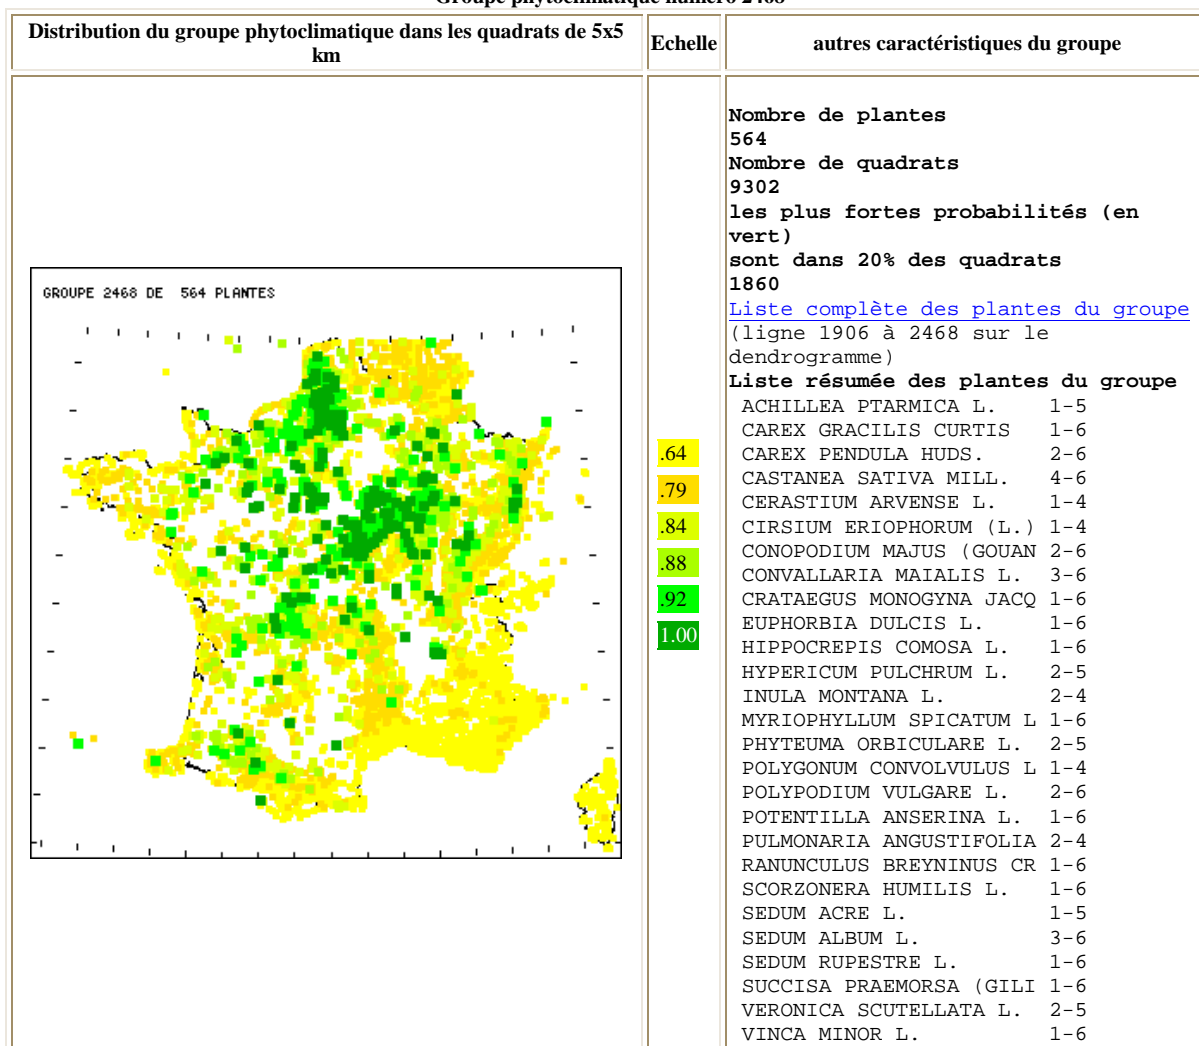 Groupe phytoclimatique numéro 2468
Distribution du groupe phytoclimatique dans les quadrats de 5x5
km
Echelle
autres caractéristiques du groupe
GROUPE 2468 DE 564 PLANTES
.64
.79
.84
.88
.92
1.00
Nombre de plantes
564
Nombre de quadrats
9302
les plus fortes probabilités (en
vert)
sont dans 20% des quadrats
1860
Liste complète des plantes du groupe
(ligne 1906 à 2468 sur le
dendrogramme)
Liste résumée des plantes du groupe
ACHILLEA PTARMICA L. 1-5
CAREX GRACILIS CURTIS 1-6
CAREX PENDULA HUDS. 2-6
CASTANEA SATIVA MILL. 4-6
CERASTIUM ARVENSE L. 1-4
CIRSIUM ERIOPHORUM (L.) 1-4
CONOPODIUM MAJUS (GOUAN 2-6
CONVALLARIA MAIALIS L. 3-6
CRATAEGUS MONOGYNA JACQ 1-6
EUPHORBIA DULCIS L. 1-6
HIPPOCREPIS COMOSA L. 1-6
HYPERICUM PULCHRUM L. 2-5
INULA MONTANA L. 2-4
MYRIOPHYLLUM SPICATUM L 1-6
PHYTEUMA ORBICULARE L. 2-5
POLYGONUM CONVOLVULUS L 1-4
POLYPODIUM VULGARE L. 2-6
POTENTILLA ANSERINA L. 1-6
PULMONARIA ANGUSTIFOLIA 2-4
RANUNCULUS BREYNINUS CR 1-6
SCORZONERA HUMILIS L. 1-6
SEDUM ACRE L. 1-5
SEDUM ALBUM L. 3-6
SEDUM RUPESTRE L. 1-6
SUCCISA PRAEMORSA (GILI 1-6
VERONICA SCUTELLATA L. 2-5
VINCA MINOR L. 1-6